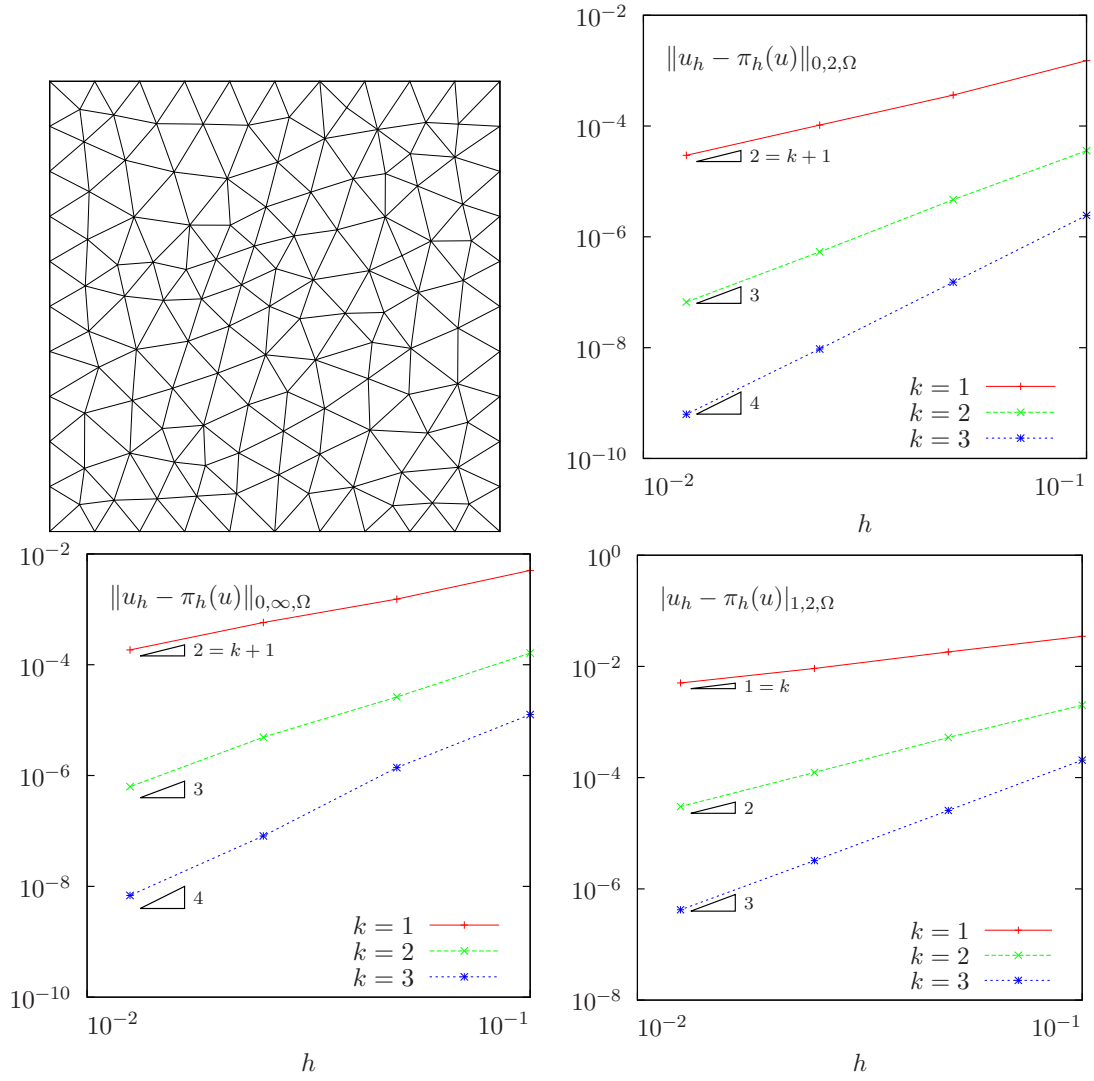 10^{-2}
‖u_h − π_h(u)‖_{0,2,Ω}
10^{-4}
2 = k + 1
10^{-6}
3
10^{-8}
4
k = 1
k = 2
k = 3
10^{-10}
10^{-2} 10^{-1}
h
10^{-2}
‖u_h − π_h(u)‖_{0,∞,Ω}
2 = k + 1
10^{-4}
10^{-6}
3
10^{-8}
4
k = 1
k = 2
k = 3
10^{-10}
10^{-2} 10^{-1}
h
10^{0}
|u_h − π_h(u)|_{1,2,Ω}
10^{-2}
1 = k
10^{-4}
2
10^{-6}
3
k = 1
k = 2
k = 3
10^{-8}
10^{-2} 10^{-1}
h